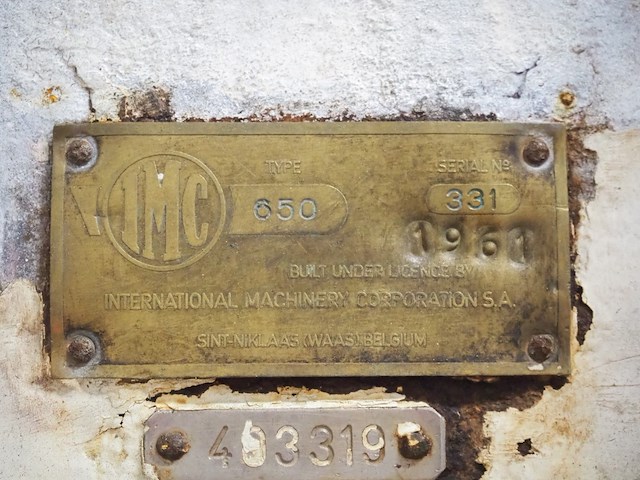 IMC
TYPE SERIAL Nº
650 331
1961
BUILT UNDER LICENCE BY
INTERNATIONAL MACHINERY CORPORATION S.A.
SINT-NIKLAAS (WAAS) BELGIUM
403319